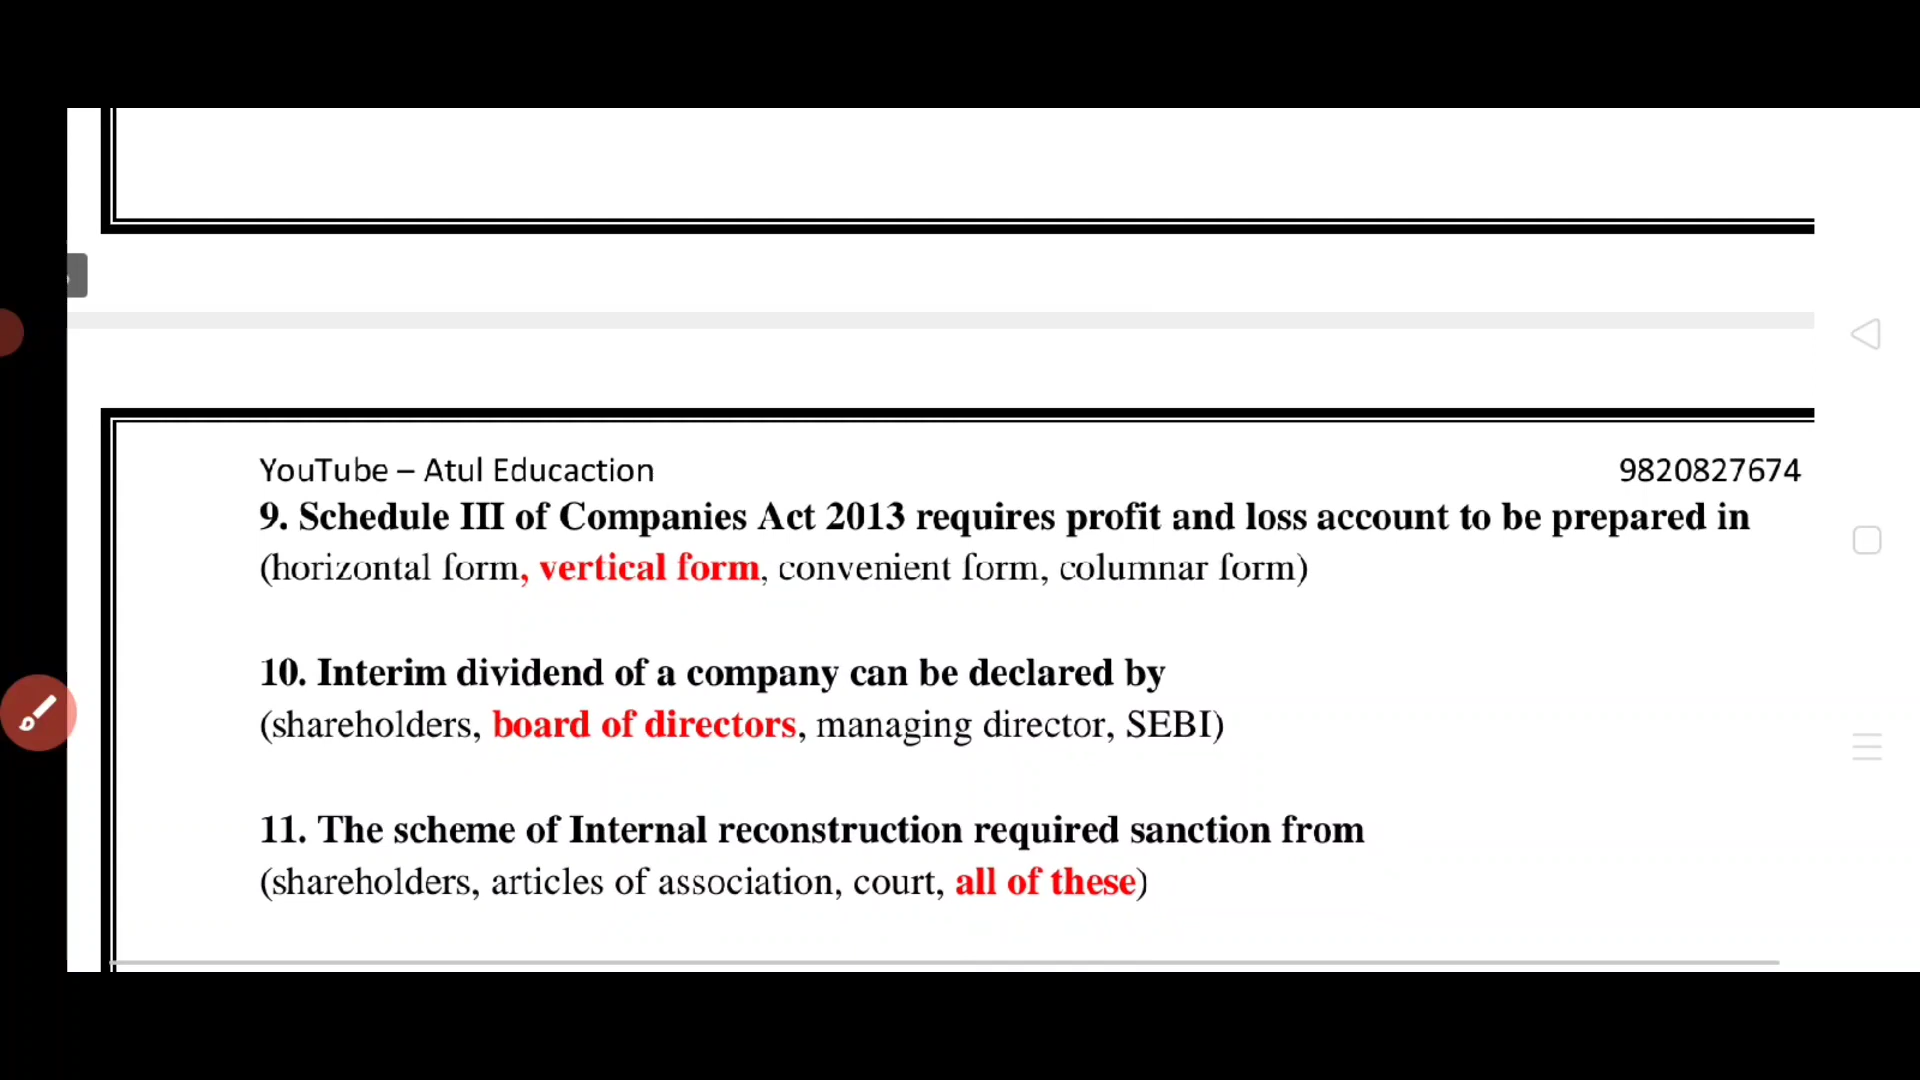 YouTube – Atul Educaction 9820827674
9. Schedule III of Companies Act 2013 requires profit and loss account to be prepared in
(horizontal form, vertical form, convenient form, columnar form)
10. Interim dividend of a company can be declared by
(shareholders, board of directors, managing director, SEBI)
11. The scheme of Internal reconstruction required sanction from
(shareholders, articles of association, court, all of these)